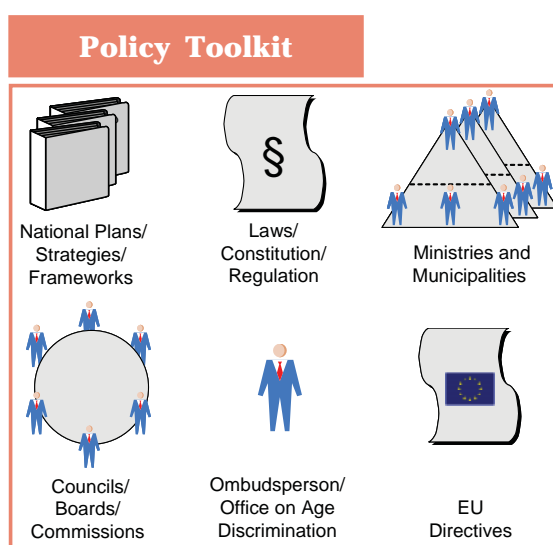 Policy Toolkit
§
National Plans/
Strategies/
Frameworks
Laws/
Constitution/
Regulation
Ministries and
Municipalities
Councils/
Boards/
Commissions
Ombudsperson/
Office on Age
Discrimination
EU
Directives